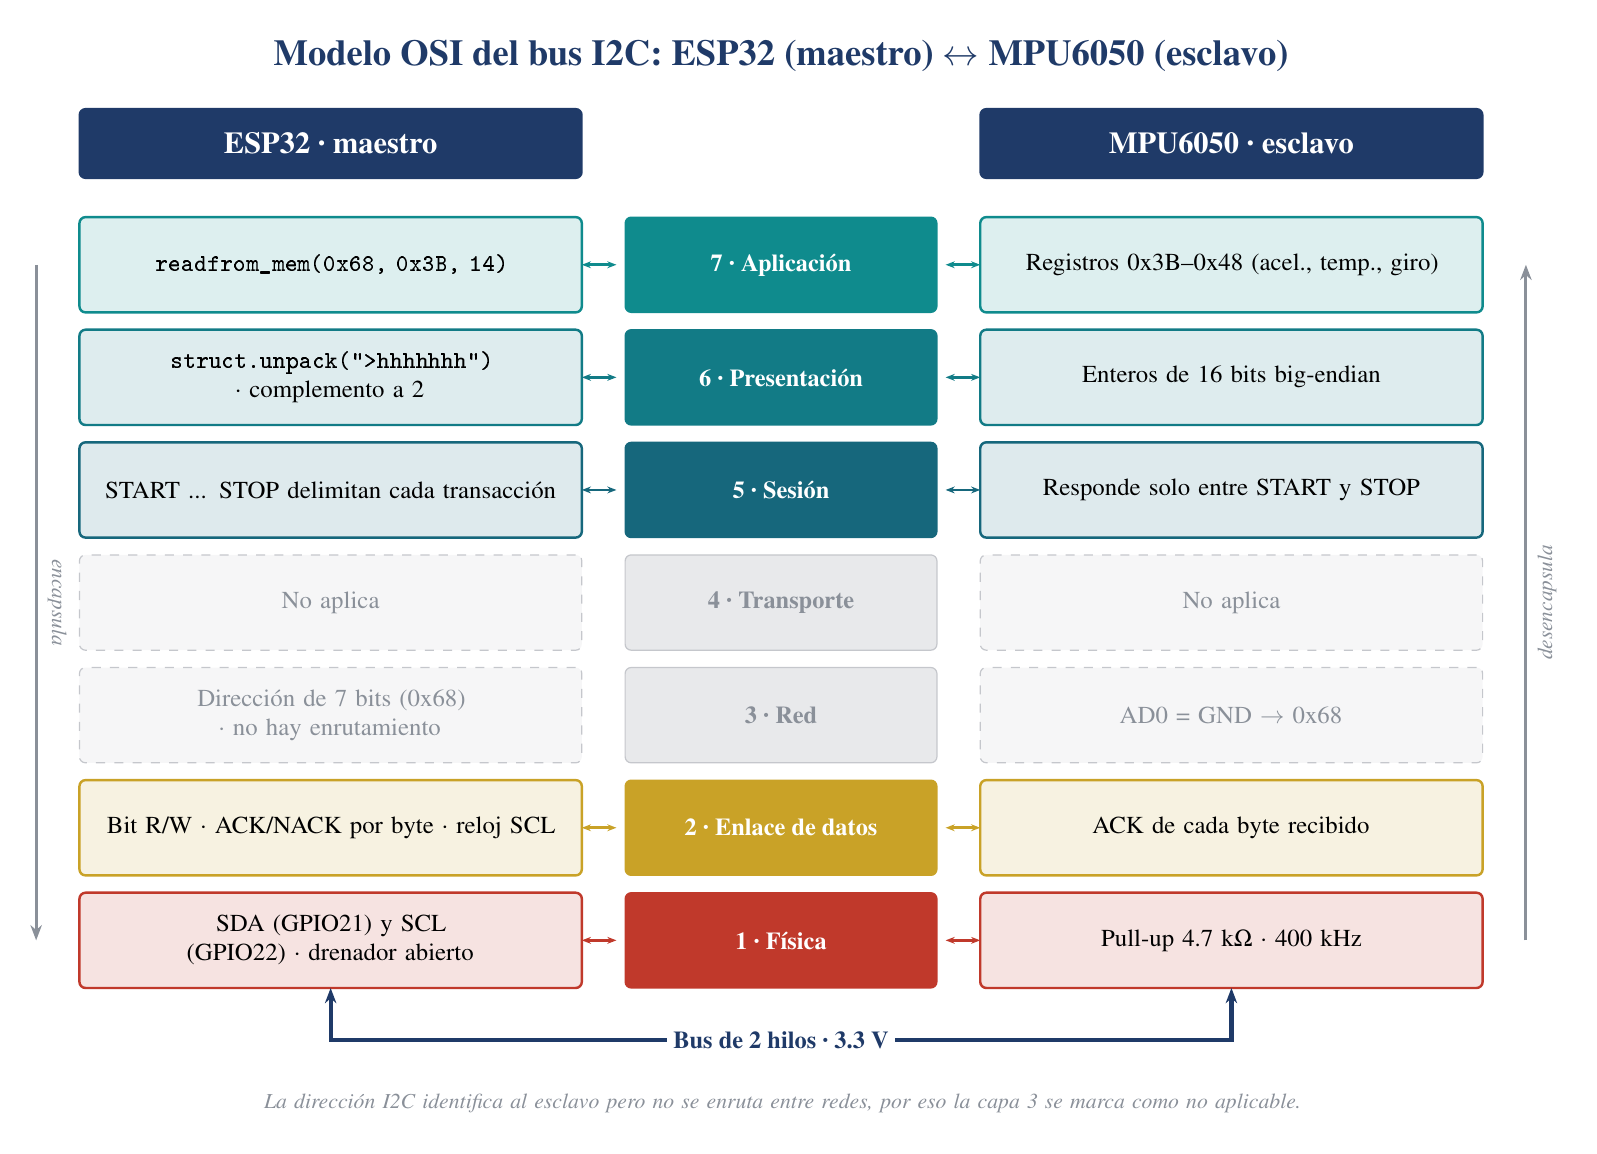 Modelo OSI del bus I2C: ESP32 (maestro) ↔ MPU6050 (esclavo)
ESP32 · maestro
MPU6050 · esclavo
readfrom_mem(0x68, 0x3B, 14)
7 · Aplicación
Registros 0x3B–0x48 (acel., temp., giro)
struct.unpack(">hhhhhhh")
· complemento a 2
6 · Presentación
Enteros de 16 bits big-endian
START ... STOP delimitan cada transacción
5 · Sesión
Responde solo entre START y STOP
encapsula
No aplica
4 · Transporte
No aplica
desencapsula
Dirección de 7 bits (0x68)
· no hay enrutamiento
3 · Red
AD0 = GND → 0x68
Bit R/W · ACK/NACK por byte · reloj SCL
2 · Enlace de datos
ACK de cada byte recibido
SDA (GPIO21) y SCL
(GPIO22) · drenador abierto
1 · Física
Pull-up 4.7 kΩ · 400 kHz
Bus de 2 hilos · 3.3 V
La dirección I2C identifica al esclavo pero no se enruta entre redes, por eso la capa 3 se marca como no aplicable.